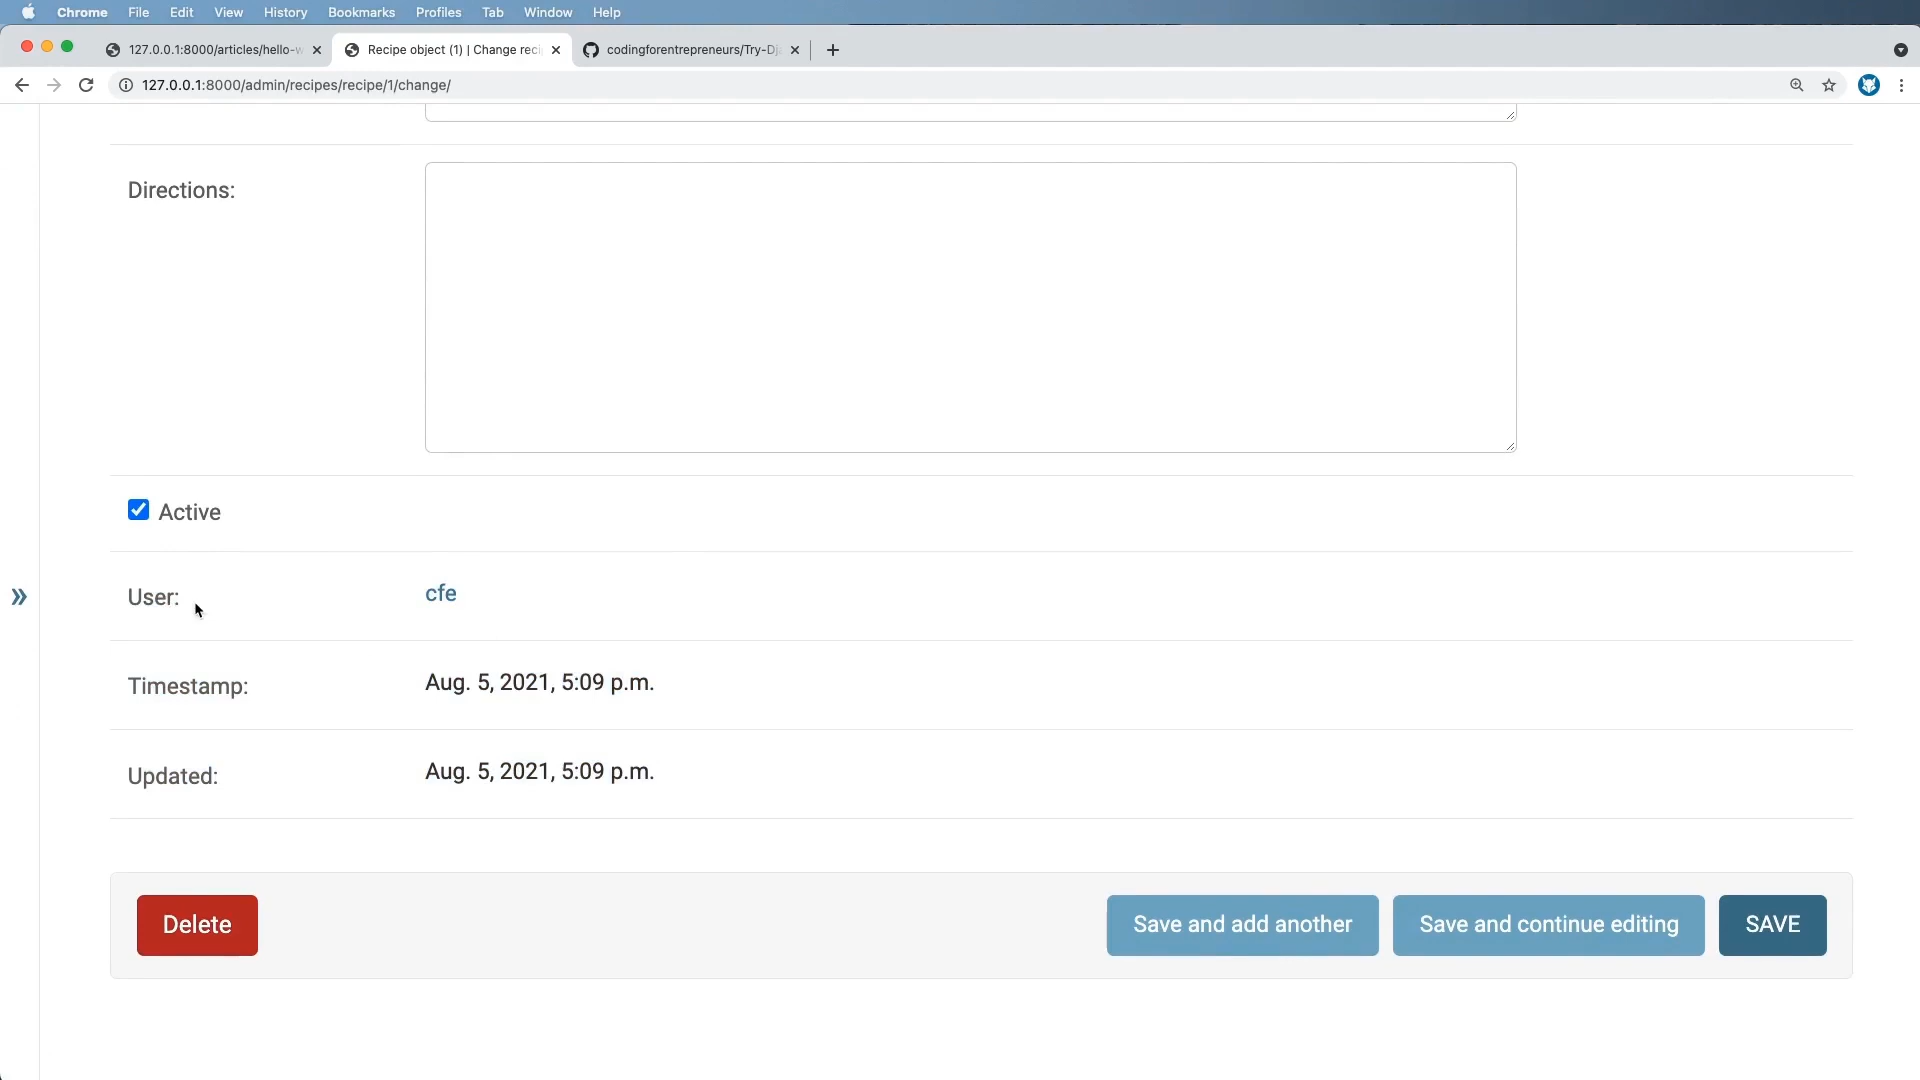 Chrome File Edit View History Bookmarks Profiles Tab Window Help
127.0.0.1:8000/articles/hello-w
Recipe object (1) | Change reci
codingforentrepreneurs/Try-Dj
127.0.0.1:8000/admin/recipes/recipe/1/change/
Directions:
Active
User: cfe
Timestamp: Aug. 5, 2021, 5:09 p.m.
Updated: Aug. 5, 2021, 5:09 p.m.
Delete Save and add another Save and continue editing SAVE